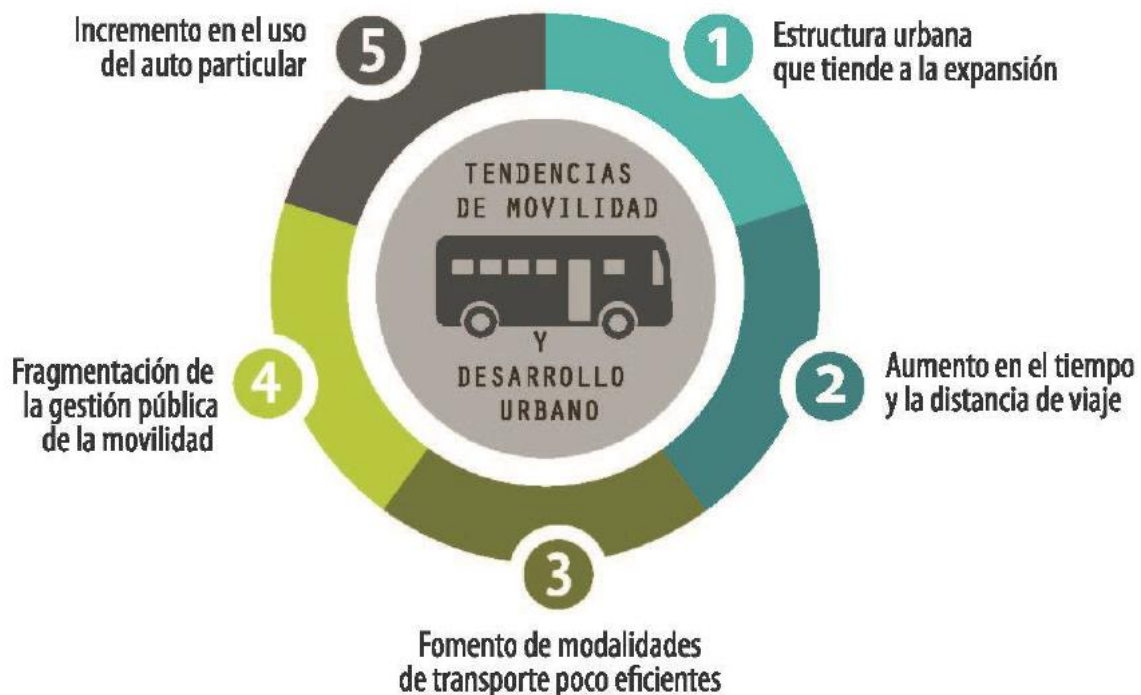 TENDENCIAS
DE MOVILIDAD
Y
DESARROLLO
URBANO
1
Estructura urbana
que tiende a la expansión
2
Aumento en el tiempo
y la distancia de viaje
3
Fomento de modalidades
de transporte poco eficientes
4
Fragmentación de
la gestión pública
de la movilidad
5
Incremento en el uso
del auto particular